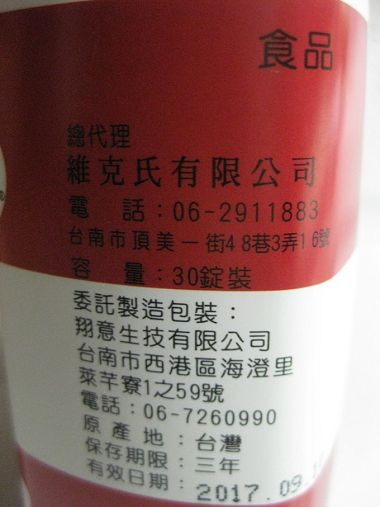 食品
總代理
維克氏有限公司
電 話：06-2911883
台南市頂美一街48巷3弄16號
容 量：30錠裝
委託製造包裝：
翔意生技有限公司
台南市西港區海澄里
萊芊寮1之59號
電話：06-7260990
原產地：台灣
保存期限：三年
有效日期：2017.09.